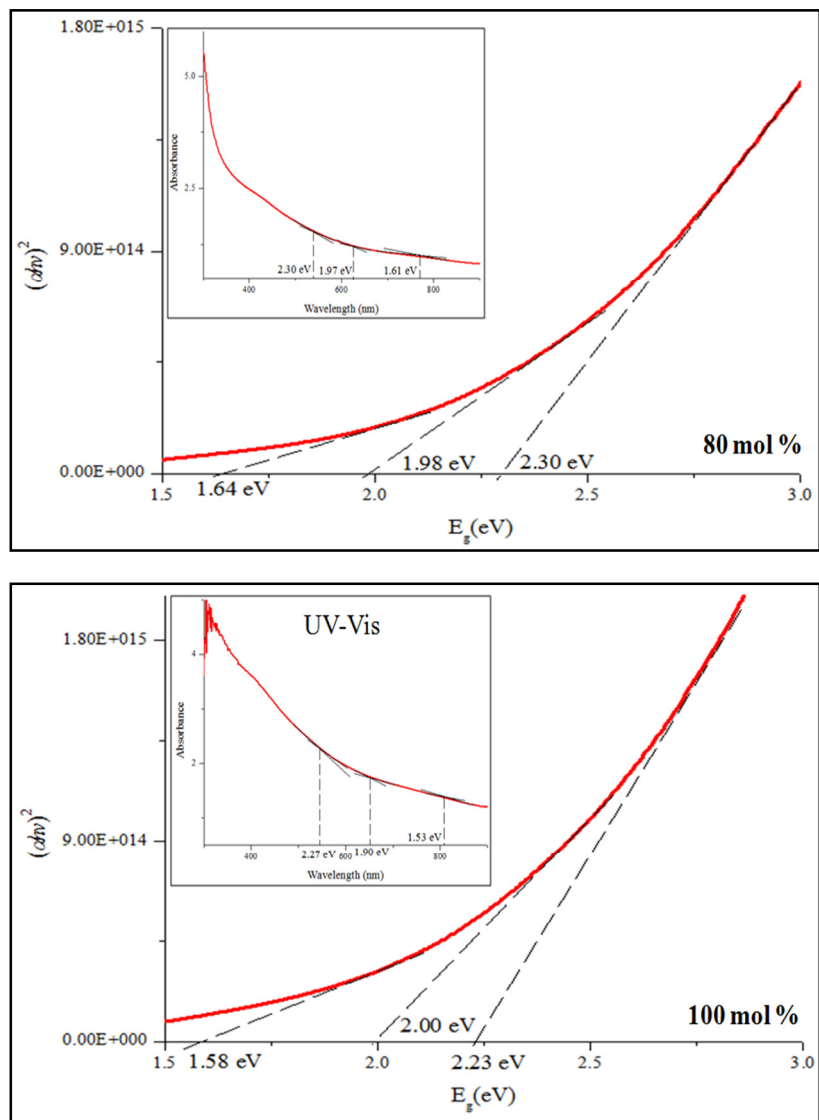 1.80E+015
5.0
Absorbance
2.5
2.30 eV
1.97 eV
1.61 eV
400
600
800
Wavelength (nm)
(αhν)²
9.00E+014
80 mol %
0.00E+000
1.64 eV
1.98 eV
2.30 eV
1.5
2.0
2.5
3.0
E_g(eV)
UV-Vis
1.80E+015
4
Absorbance
2
1.53 eV
2.27 eV
1.90 eV
400
600
800
Wavelength (nm)
(αhν)²
9.00E+014
2.00 eV
100 mol %
0.00E+000
1.58 eV
2.23 eV
1.5
2.0
2.5
3.0
E_g(eV)